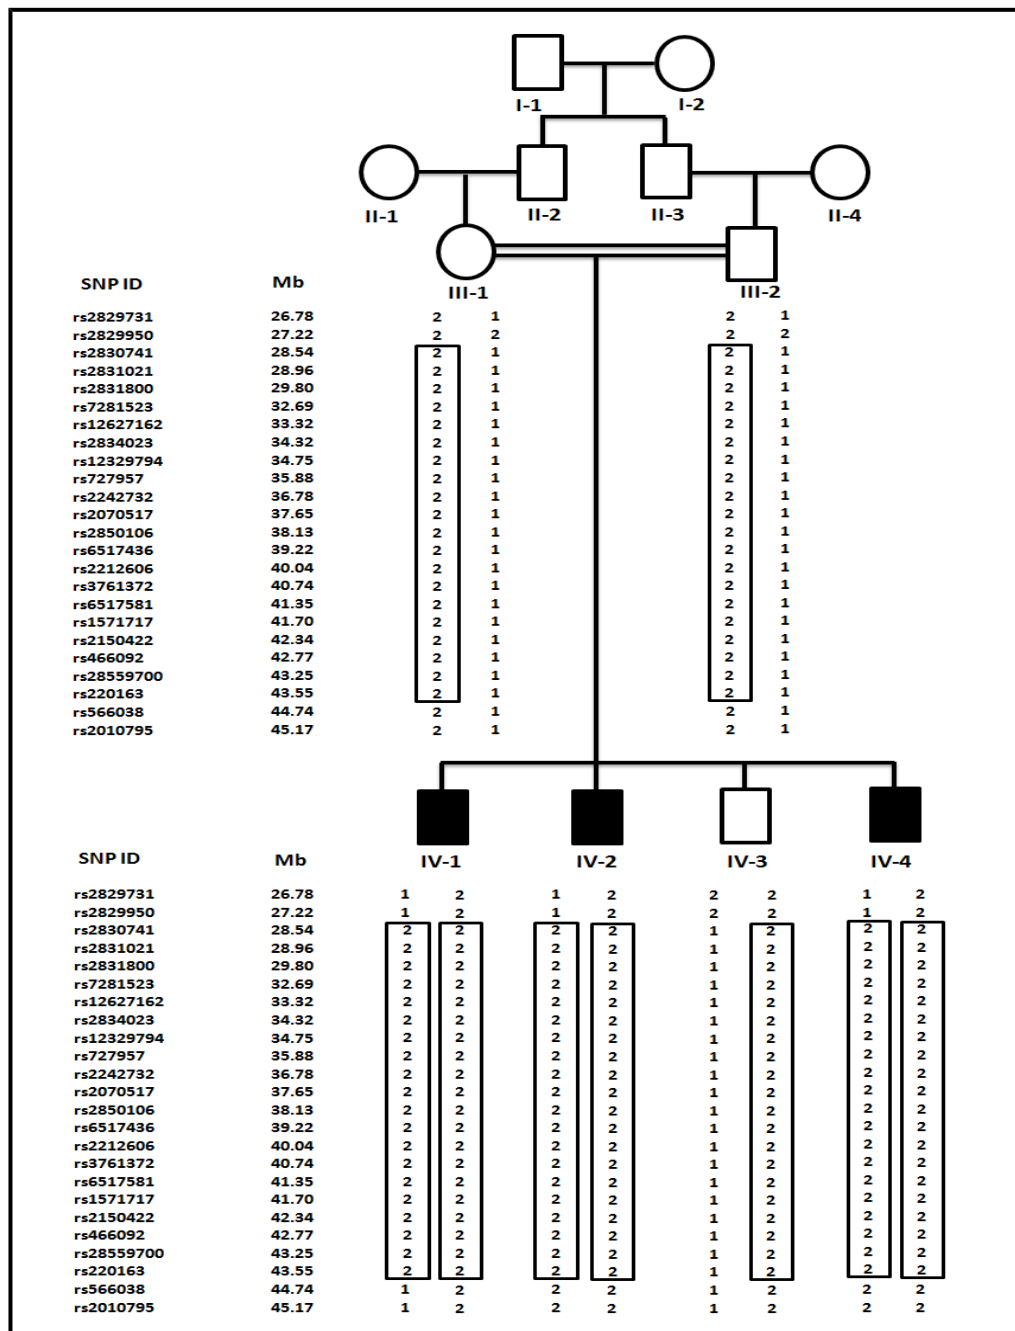 I-1 I-2
II-1 II-2 II-3 II-4
SNP ID Mb III-1 III-2
rs2829731 26.78 2 1 2 1
rs2829950 27.22 2 2 2 2
rs2830741 28.54 2 1 2 1
rs2831021 28.96 2 1 2 1
rs2831800 29.80 2 1 2 1
rs7281523 32.69 2 1 2 1
rs12627162 33.32 2 1 2 1
rs2834023 34.32 2 1 2 1
rs12329794 34.75 2 1 2 1
rs727957 35.88 2 1 2 1
rs2242732 36.78 2 1 2 1
rs2070517 37.65 2 1 2 1
rs2850106 38.13 2 1 2 1
rs6517436 39.22 2 1 2 1
rs2212606 40.04 2 1 2 1
rs3761372 40.74 2 1 2 1
rs6517581 41.35 2 1 2 1
rs1571717 41.70 2 1 2 1
rs2150422 42.34 2 1 2 1
rs466092 42.77 2 1 2 1
rs28559700 43.25 2 1 2 1
rs220163 43.55 2 1 2 1
rs566038 44.74 2 1 2 1
rs2010795 45.17 2 1 2 1
SNP ID Mb IV-1 IV-2 IV-3 IV-4
rs2829731 26.78 1 2 1 2 2 2 1 2
rs2829950 27.22 1 2 1 2 2 2 1 2
rs2830741 28.54 2 2 2 2 1 2 2 2
rs2831021 28.96 2 2 2 2 1 2 2 2
rs2831800 29.80 2 2 2 2 1 2 2 2
rs7281523 32.69 2 2 2 2 1 2 2 2
rs12627162 33.32 2 2 2 2 1 2 2 2
rs2834023 34.32 2 2 2 2 1 2 2 2
rs12329794 34.75 2 2 2 2 1 2 2 2
rs727957 35.88 2 2 2 2 1 2 2 2
rs2242732 36.78 2 2 2 2 1 2 2 2
rs2070517 37.65 2 2 2 2 1 2 2 2
rs2850106 38.13 2 2 2 2 1 2 2 2
rs6517436 39.22 2 2 2 2 1 2 2 2
rs2212606 40.04 2 2 2 2 1 2 2 2
rs3761372 40.74 2 2 2 2 1 2 2 2
rs6517581 41.35 2 2 2 2 1 2 2 2
rs1571717 41.70 2 2 2 2 1 2 2 2
rs2150422 42.34 2 2 2 2 1 2 2 2
rs466092 42.77 2 2 2 2 1 2 2 2
rs28559700 43.25 2 2 2 2 1 2 2 2
rs220163 43.55 2 2 2 2 1 2 2 2
rs566038 44.74 1 2 2 2 1 2 2 2
rs2010795 45.17 1 2 2 2 1 2 2 2